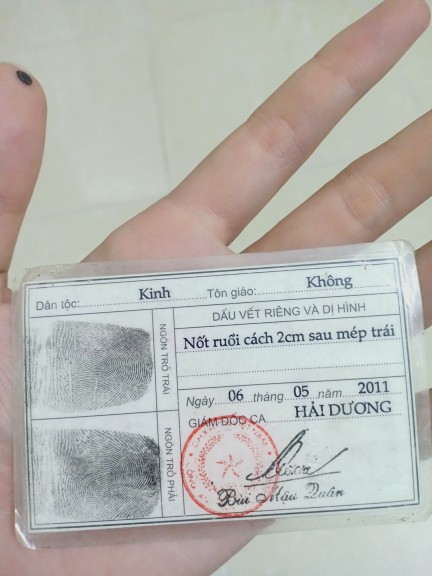 Dân tộc: Kinh Tôn giáo: Không
NGÓN TRỎ TRÁI
NGÓN TRỎ PHẢI
DẤU VẾT RIÊNG VÀ DỊ HÌNH
Nốt ruồi cách 2cm sau mép trái
Ngày 06 tháng 05 năm 2011
GIÁM ĐỐC CA HẢI DƯƠNG
Bùi Mậu Quân